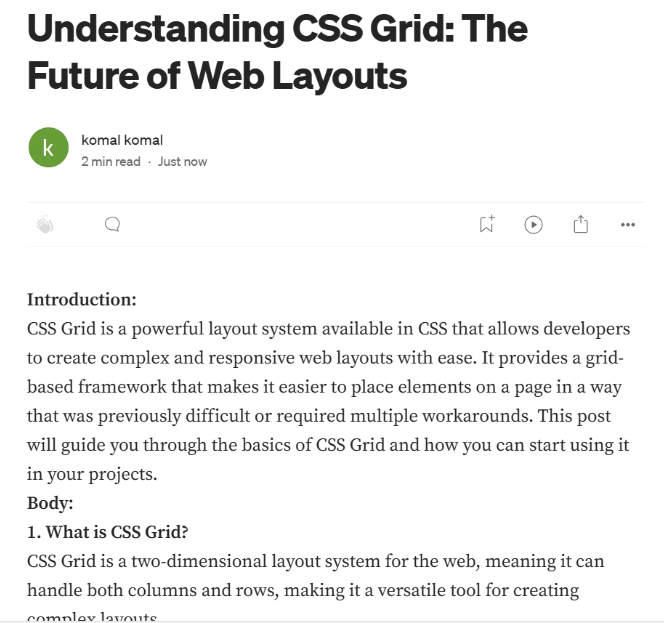 Understanding CSS Grid: The
Future of Web Layouts
k
komal komal
2 min read · Just now
Introduction:
CSS Grid is a powerful layout system available in CSS that allows developers
to create complex and responsive web layouts with ease. It provides a grid-
based framework that makes it easier to place elements on a page in a way
that was previously difficult or required multiple workarounds. This post
will guide you through the basics of CSS Grid and how you can start using it
in your projects.
Body:
1. What is CSS Grid?
CSS Grid is a two-dimensional layout system for the web, meaning it can
handle both columns and rows, making it a versatile tool for creating
complex layouts